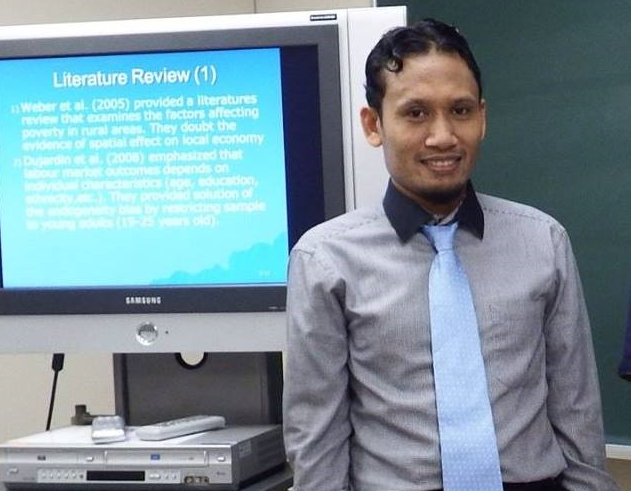 Literature Review (1)
1) Weber et al. (2005) provided a literatures
review that examines the factors affecting
poverty in rural areas. They doubt the
evidence of spatial effect on local economy
2) Dujardin et al. (2008) emphasized that
labour market outcomes depends on
individual characteristics (age, education,
ethnicity,etc.). They provided solution of
the endogeneity bias by restricting sample
to young adults (19-25 years old).
SAMSUNG